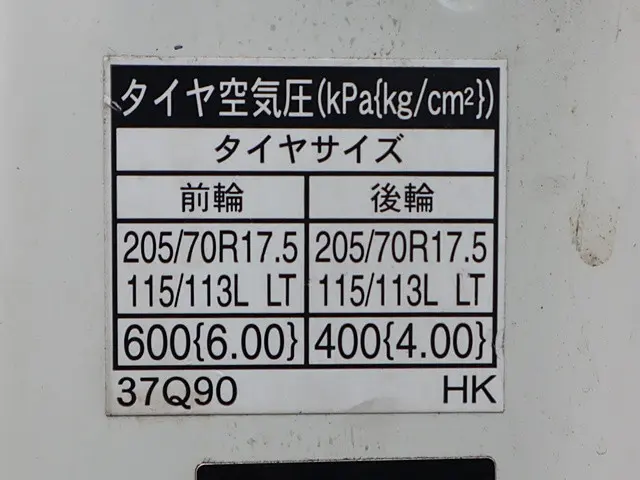 タイヤ空気圧(kPa{kg/cm²})
タイヤサイズ
前輪 後輪
205/70R17.5 205/70R17.5
115/113L LT 115/113L LT
600{6.00} 400{4.00}
37Q90 HK